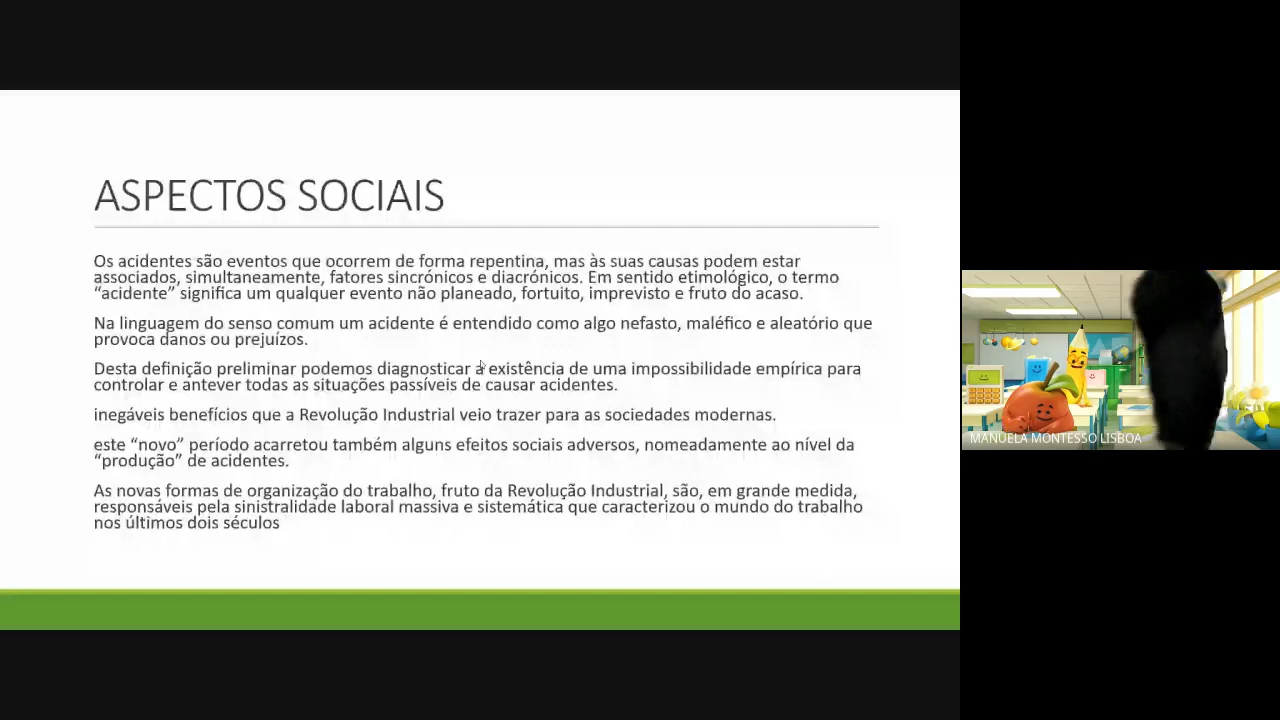 ASPECTOS SOCIAIS
Os acidentes são eventos que ocorrem de forma repentina, mas às suas causas podem estar
associados, simultaneamente, fatores sincrónicos e diacrónicos. Em sentido etimológico, o termo
“acidente” significa um qualquer evento não planeado, fortuito, imprevisto e fruto do acaso.
Na linguagem do senso comum um acidente é entendido como algo nefasto, maléfico e aleatório que
provoca danos ou prejuízos.
Desta definição preliminar podemos diagnosticar a existência de uma impossibilidade empírica para
controlar e antever todas as situações passíveis de causar acidentes.
inegáveis benefícios que a Revolução Industrial veio trazer para as sociedades modernas.
este “novo” período acarretou também alguns efeitos sociais adversos, nomeadamente ao nível da
“produção” de acidentes.
As novas formas de organização do trabalho, fruto da Revolução Industrial, são, em grande medida,
responsáveis pela sinistralidade laboral massiva e sistemática que caracterizou o mundo do trabalho
nos últimos dois séculos
MANUELA MONTESSO LISBOA